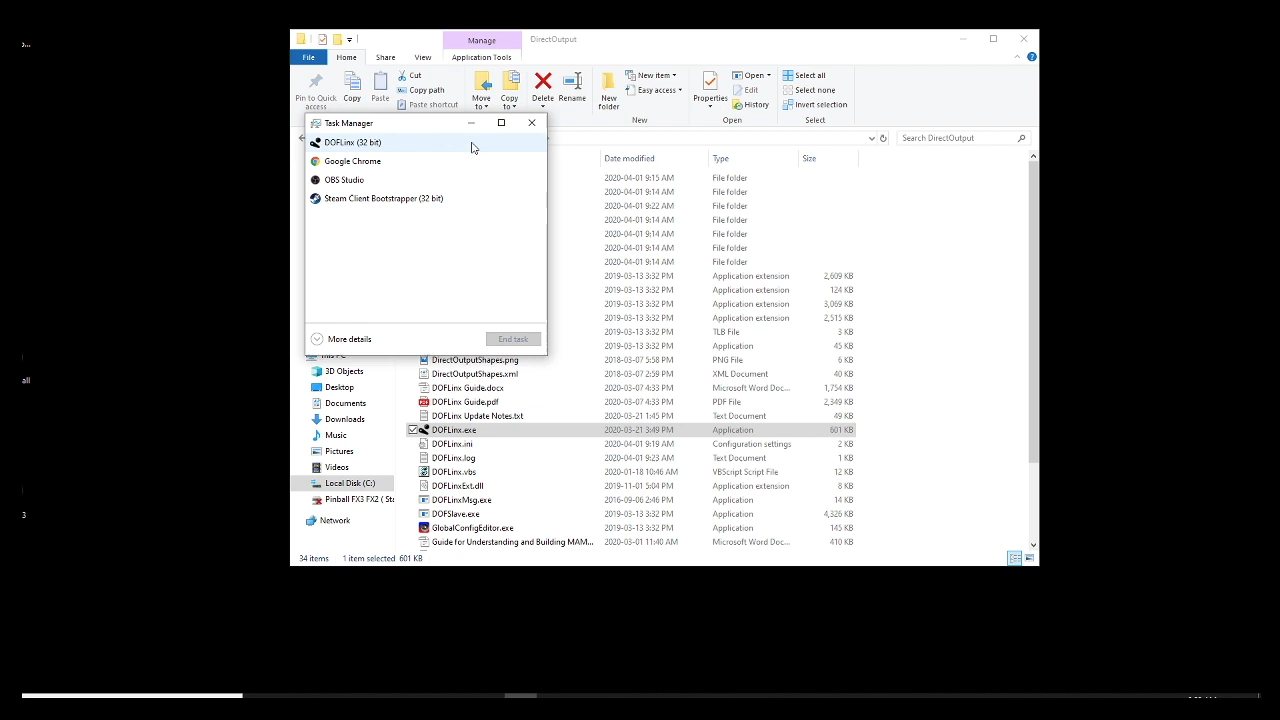 o...
all
3
Manage
DirectOutput
File
Home
Share
View
Application Tools
Pin to Quick access
Copy
Paste
Cut
Copy path
Paste shortcut
Move to
Copy to
Delete
Rename
New folder
New item
Easy access
New
Properties
Open
Edit
History
Open
Select all
Select none
Invert selection
Select
Search DirectOutput
Task Manager
DOFLinx (32 bit)
Google Chrome
OBS Studio
Steam Client Bootstrapper (32 bit)
More details
End task
Date modified Type Size
2020-04-01 9:15 AM File folder
2020-04-01 9:14 AM File folder
2020-04-01 9:22 AM File folder
2020-04-01 9:14 AM File folder
2020-04-01 9:14 AM File folder
2020-04-01 9:14 AM File folder
2020-04-01 9:14 AM File folder
2019-03-13 3:32 PM Application extension 2,609 KB
2019-03-13 3:32 PM Application extension 124 KB
2019-03-13 3:32 PM Application extension 3,069 KB
2019-03-13 3:32 PM Application extension 2,515 KB
2019-03-13 3:32 PM TLB File 3 KB
2019-03-13 3:32 PM Application 45 KB
DirectOutputShapes.png 2018-03-07 5:58 PM PNG File 6 KB
DirectOutputShapes.xml 2018-03-07 2:59 PM XML Document 40 KB
DOFLinx Guide.docx 2020-03-07 4:33 PM Microsoft Word Doc... 1,754 KB
DOFLinx Guide.pdf 2020-03-07 4:33 PM PDF File 2,349 KB
DOFLinx Update Notes.txt 2020-03-21 1:45 PM Text Document 49 KB
DOFLinx.exe 2020-03-21 3:49 PM Application 601 KB
DOFLinx.ini 2020-04-01 9:19 AM Configuration settings 2 KB
DOFLinx.log 2020-04-01 9:23 AM Text Document 1 KB
DOFLinx.vbs 2020-01-18 10:46 AM VBScript Script File 12 KB
DOFLinxExt.dll 2019-11-01 5:04 PM Application extension 8 KB
DOFLinxMsg.exe 2016-09-06 2:46 PM Application 14 KB
DOFSlave.exe 2019-03-13 3:32 PM Application 4,326 KB
GlobalConfigEditor.exe 2019-03-13 3:32 PM Application 145 KB
Guide for Understanding and Building MAM... 2020-03-01 11:40 AM Microsoft Word Doc... 410 KB
This PC
3D Objects
Desktop
Documents
Downloads
Music
Pictures
Videos
Local Disk (C:)
Pinball FX3 FX2 ( Sta
Network
34 items 1 item selected 601 KB